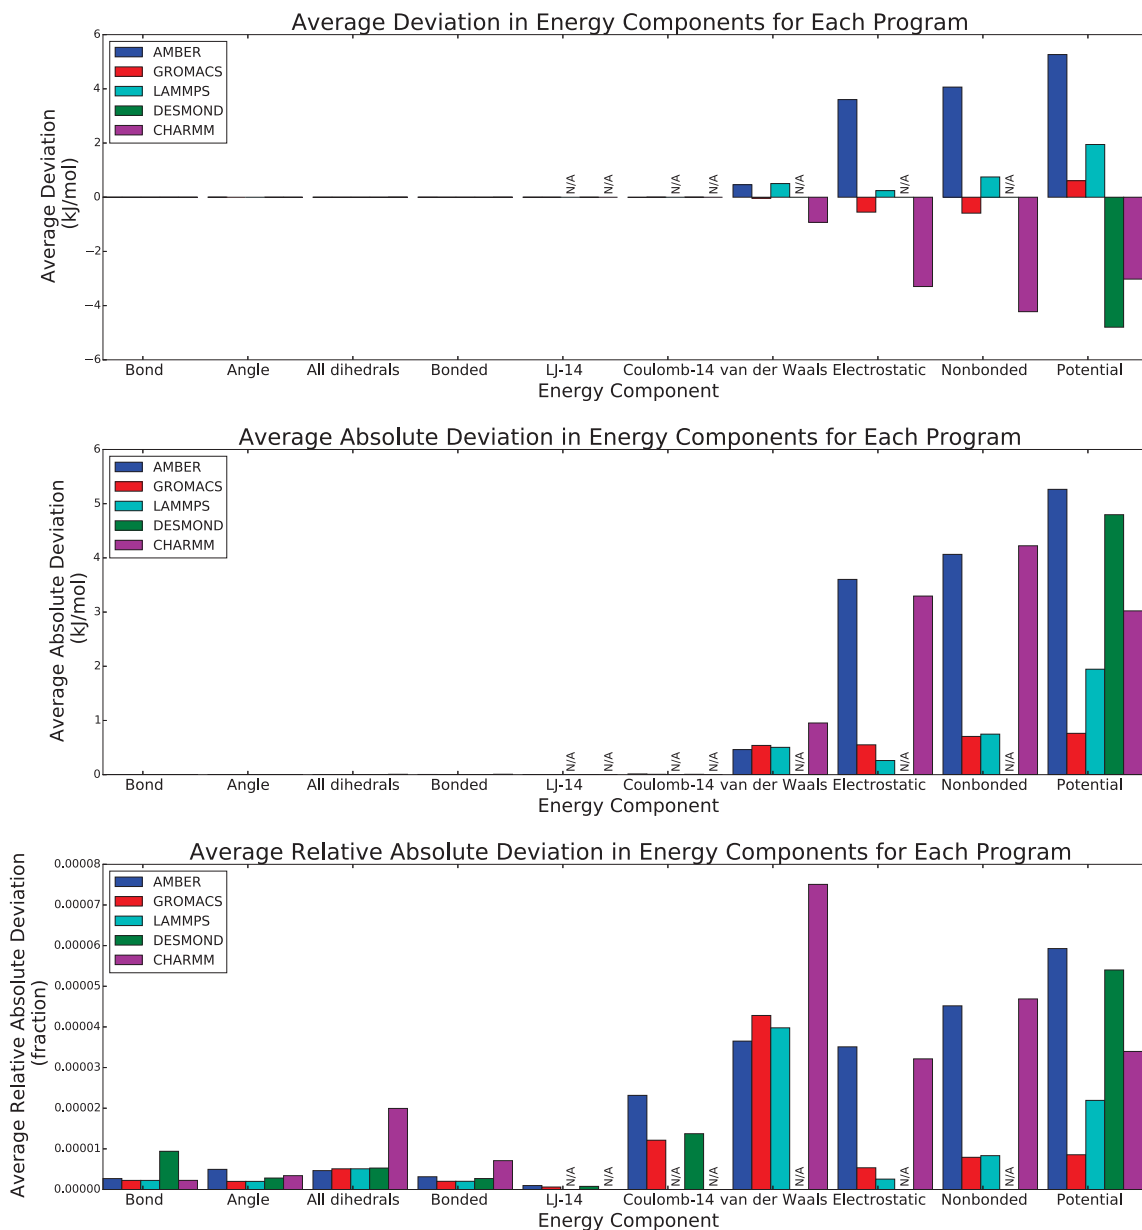 Average Deviation in Energy Components for Each Program
6
4
2
0
−2
−4
−6
Average Deviation
(kJ/mol)
AMBER
GROMACS
LAMMPS
DESMOND
CHARMM
N/A N/A N/A N/A N/A N/A N/A
Bond Angle All dihedrals Bonded LJ-14 Coulomb-14 van der Waals Electrostatic Nonbonded Potential
Energy Component
Average Absolute Deviation in Energy Components for Each Program
6
5
4
3
2
1
0
Average Absolute Deviation
(kJ/mol)
AMBER
GROMACS
LAMMPS
DESMOND
CHARMM
N/A N/A N/A N/A N/A N/A N/A
Bond Angle All dihedrals Bonded LJ-14 Coulomb-14 van der Waals Electrostatic Nonbonded Potential
Energy Component
Average Relative Absolute Deviation in Energy Components for Each Program
0.00008
0.00007
0.00006
0.00005
0.00004
0.00003
0.00002
0.00001
0.00000
Average Relative Absolute Deviation
(fraction)
AMBER
GROMACS
LAMMPS
DESMOND
CHARMM
N/A N/A N/A N/A N/A N/A N/A
Bond Angle All dihedrals Bonded LJ-14 Coulomb-14 van der Waals Electrostatic Nonbonded Potential
Energy Component